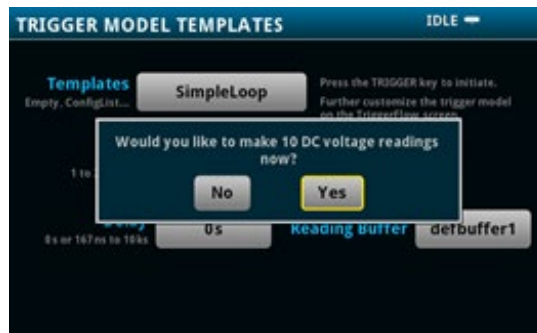 TRIGGER MODEL TEMPLATES
IDLE
Templates
Empty, ConfigList...
SimpleLoop
Press the TRIGGER key to initiate.
Further customize the trigger model
on the TriggerFlow screen.
Would you like to make 10 DC voltage readings
now?
1 to
No
Yes
Delay
0s or 167ns to 10ks
0s
Reading Buffer
defbuffer1